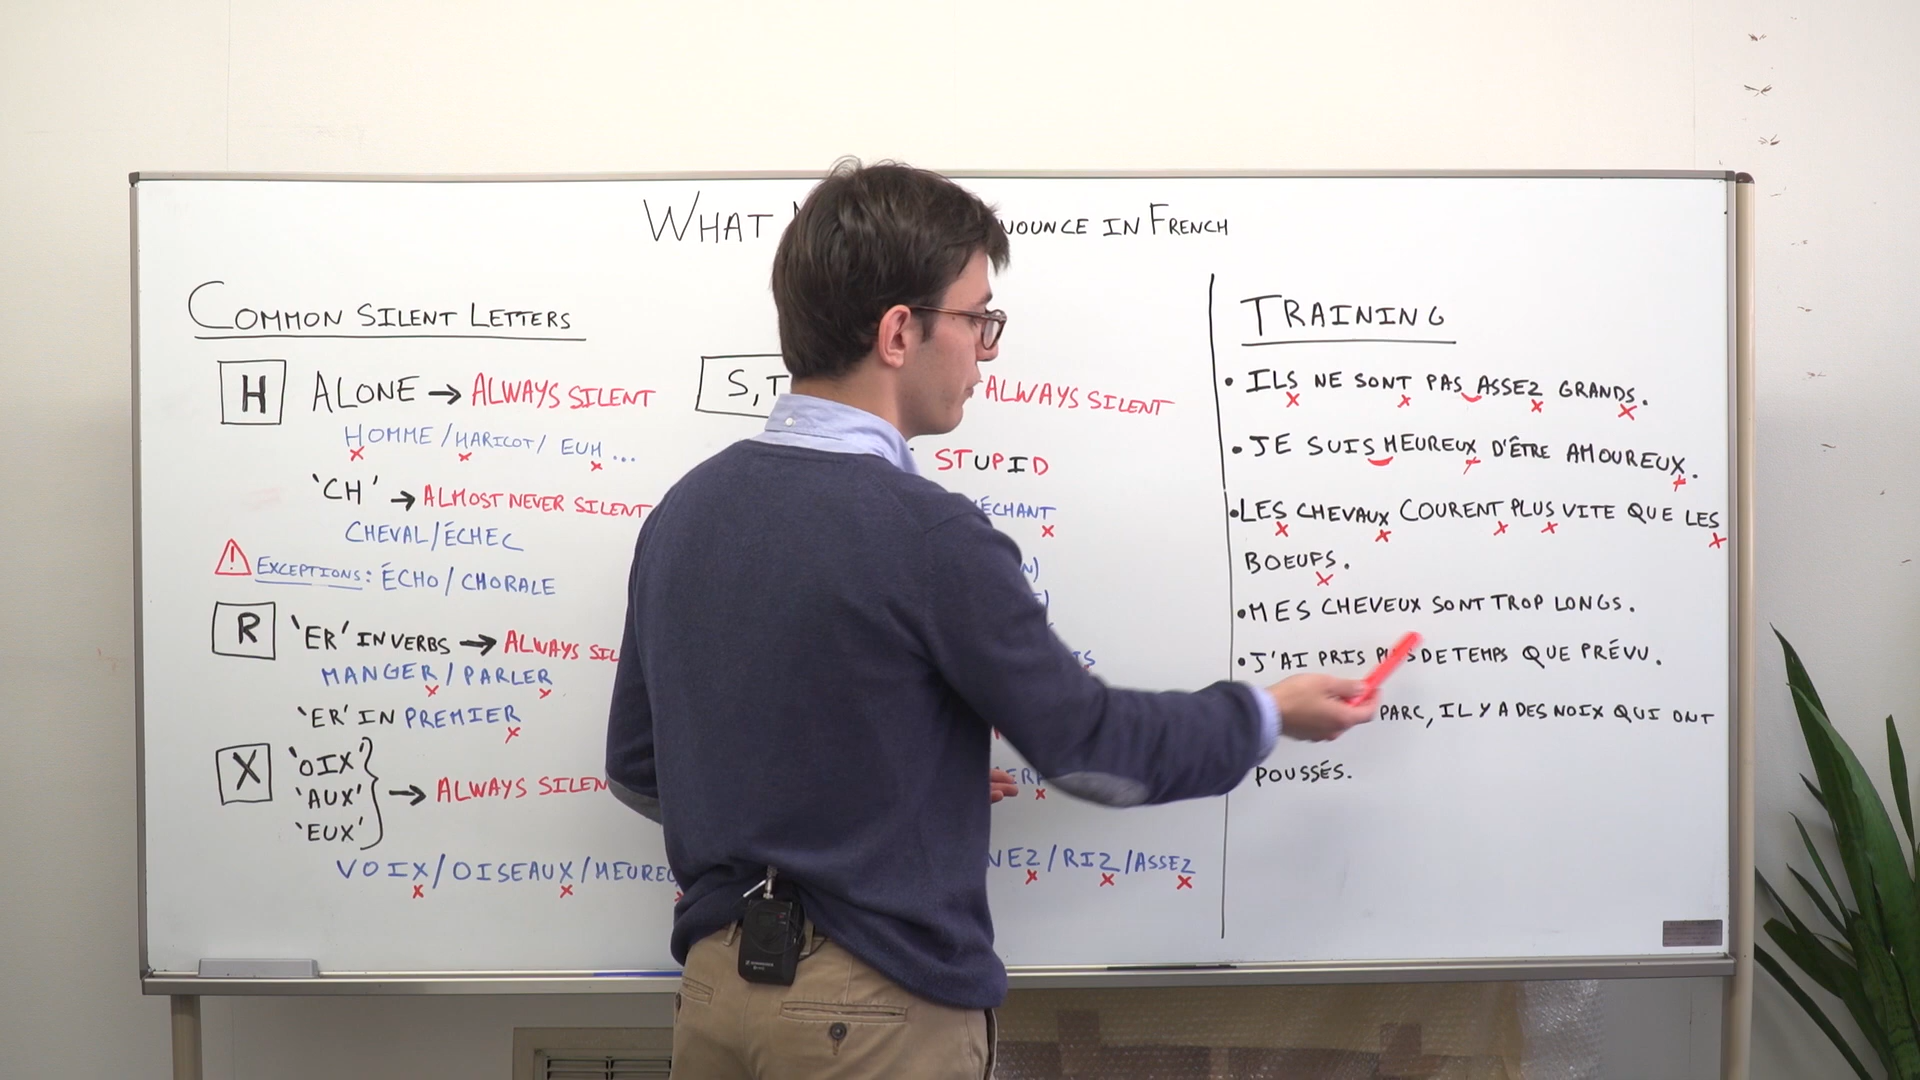 WHAT NOUNCE IN FRENCH
COMMON SILENT LETTERS
H ALONE → ALWAYS SILENT
HOMME / HARICOT / EUH ...
'CH' → ALMOST NEVER SILENT
CHEVAL / ÉCHEC
EXCEPTIONS: ÉCHO / CHORALE
R 'ER' IN VERBS → ALWAYS SIL
MANGER / PARLER
'ER' IN PREMIER
X 'OIX'
'AUX' → ALWAYS SILEN
'EUX'
VOIX / OISEAUX / HEUREU
S, T
ALWAYS SILENT
STUPID
ÉCHANT
NEZ / RIZ / ASSEZ
TRAINING
• ILS NE SONT PAS ASSEZ GRANDS.
• JE SUIS HEUREUX D'ÊTRE AMOUREUX.
• LES CHEVAUX COURENT PLUS VITE QUE LES
BOEUFS.
• MES CHEVEUX SONT TROP LONGS.
• J'AI PRIS DE TEMPS QUE PRÉVU.
PARC, IL Y A DES NOIX QUI ONT
POUSSÉS.